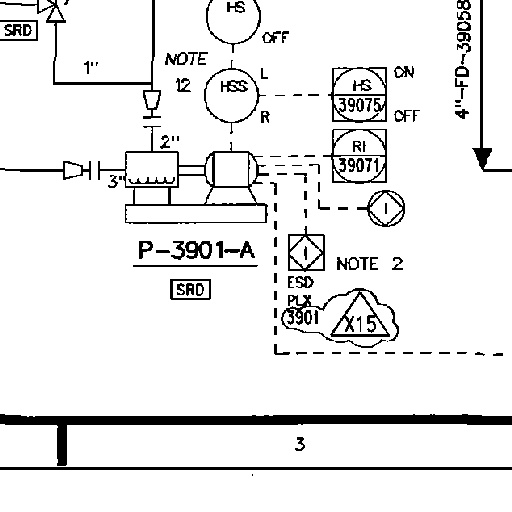 HS
OFF
SRD
4"-FD-39058
1"
NOTE
12
HSS
L
R
HS
39075
ON
OFF
2"
3"
RI
39071
I
P-3901-A
SRD
I
NOTE 2
ESD
PLX
3901
X15
3